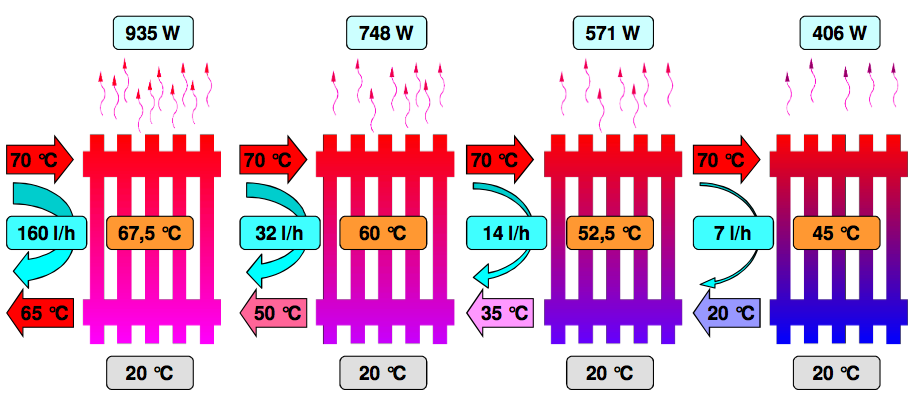 935 W
748 W
571 W
406 W
70 °C
70 °C
70 °C
70 °C
160 l/h
67,5 °C
32 l/h
60 °C
14 l/h
52,5 °C
7 l/h
45 °C
65 °C
50 °C
35 °C
20 °C
20 °C
20 °C
20 °C
20 °C